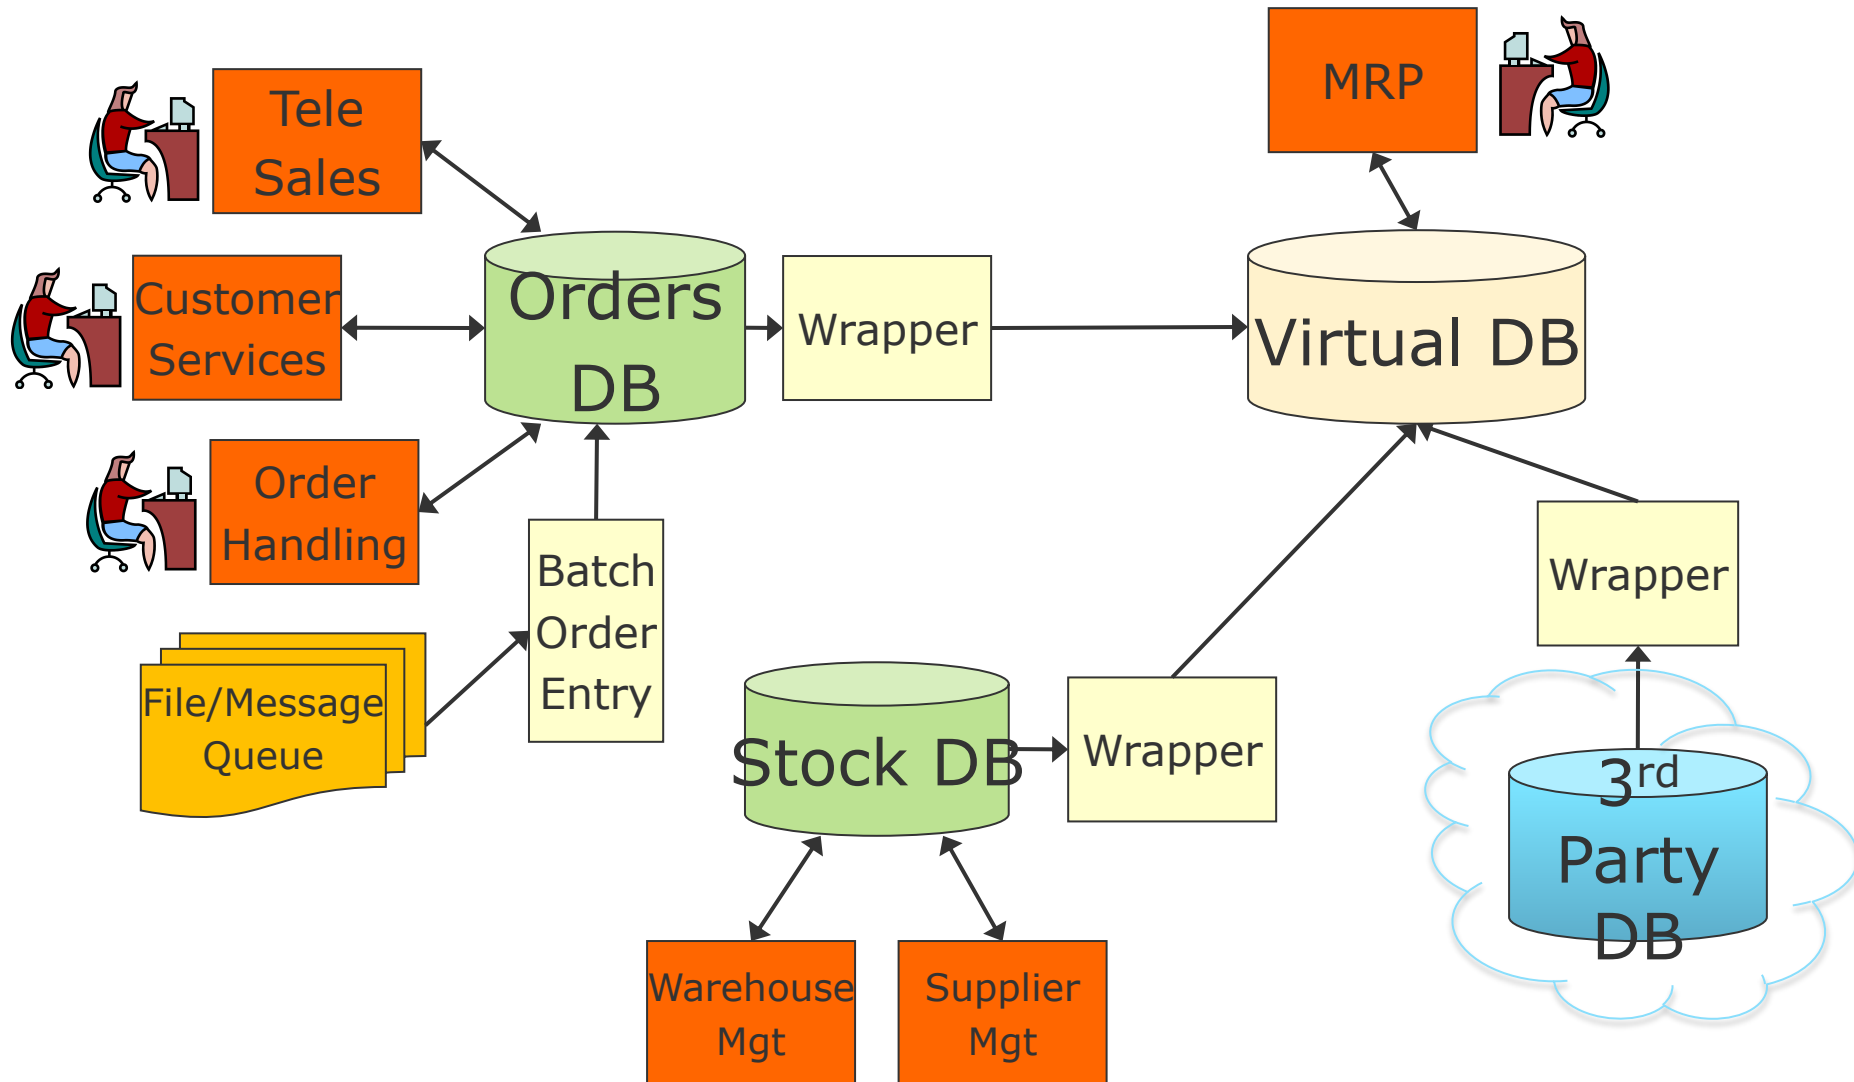 Tele
Sales
MRP
Customer
Services
Orders
DB
Wrapper
Virtual DB
Order
Handling
Batch
Order
Entry
Wrapper
File/Message
Queue
Stock DB
Wrapper
3rd
Party
DB
Warehouse
Mgt
Supplier
Mgt